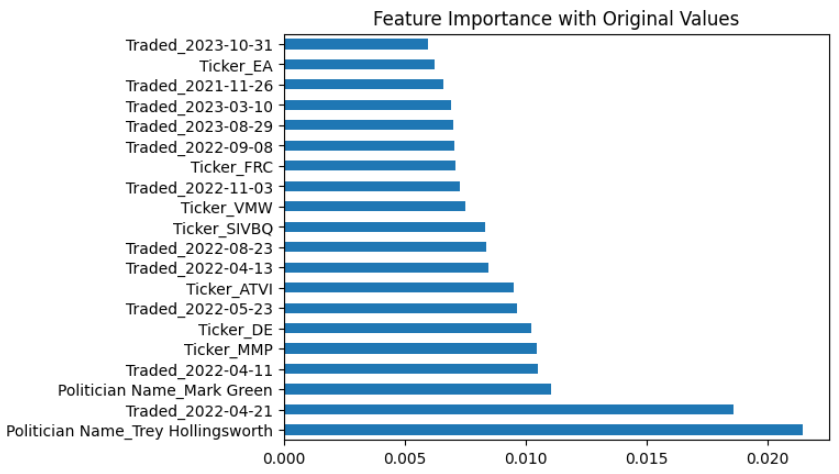 Feature Importance with Original Values
Traded_2023-10-31
Ticker_EA
Traded_2021-11-26
Traded_2023-03-10
Traded_2023-08-29
Traded_2022-09-08
Ticker_FRC
Traded_2022-11-03
Ticker_VMW
Ticker_SIVBQ
Traded_2022-08-23
Traded_2022-04-13
Ticker_ATVI
Traded_2022-05-23
Ticker_DE
Ticker_MMP
Traded_2022-04-11
Politician Name_Mark Green
Traded_2022-04-21
Politician Name_Trey Hollingsworth
0.000 0.005 0.010 0.015 0.020